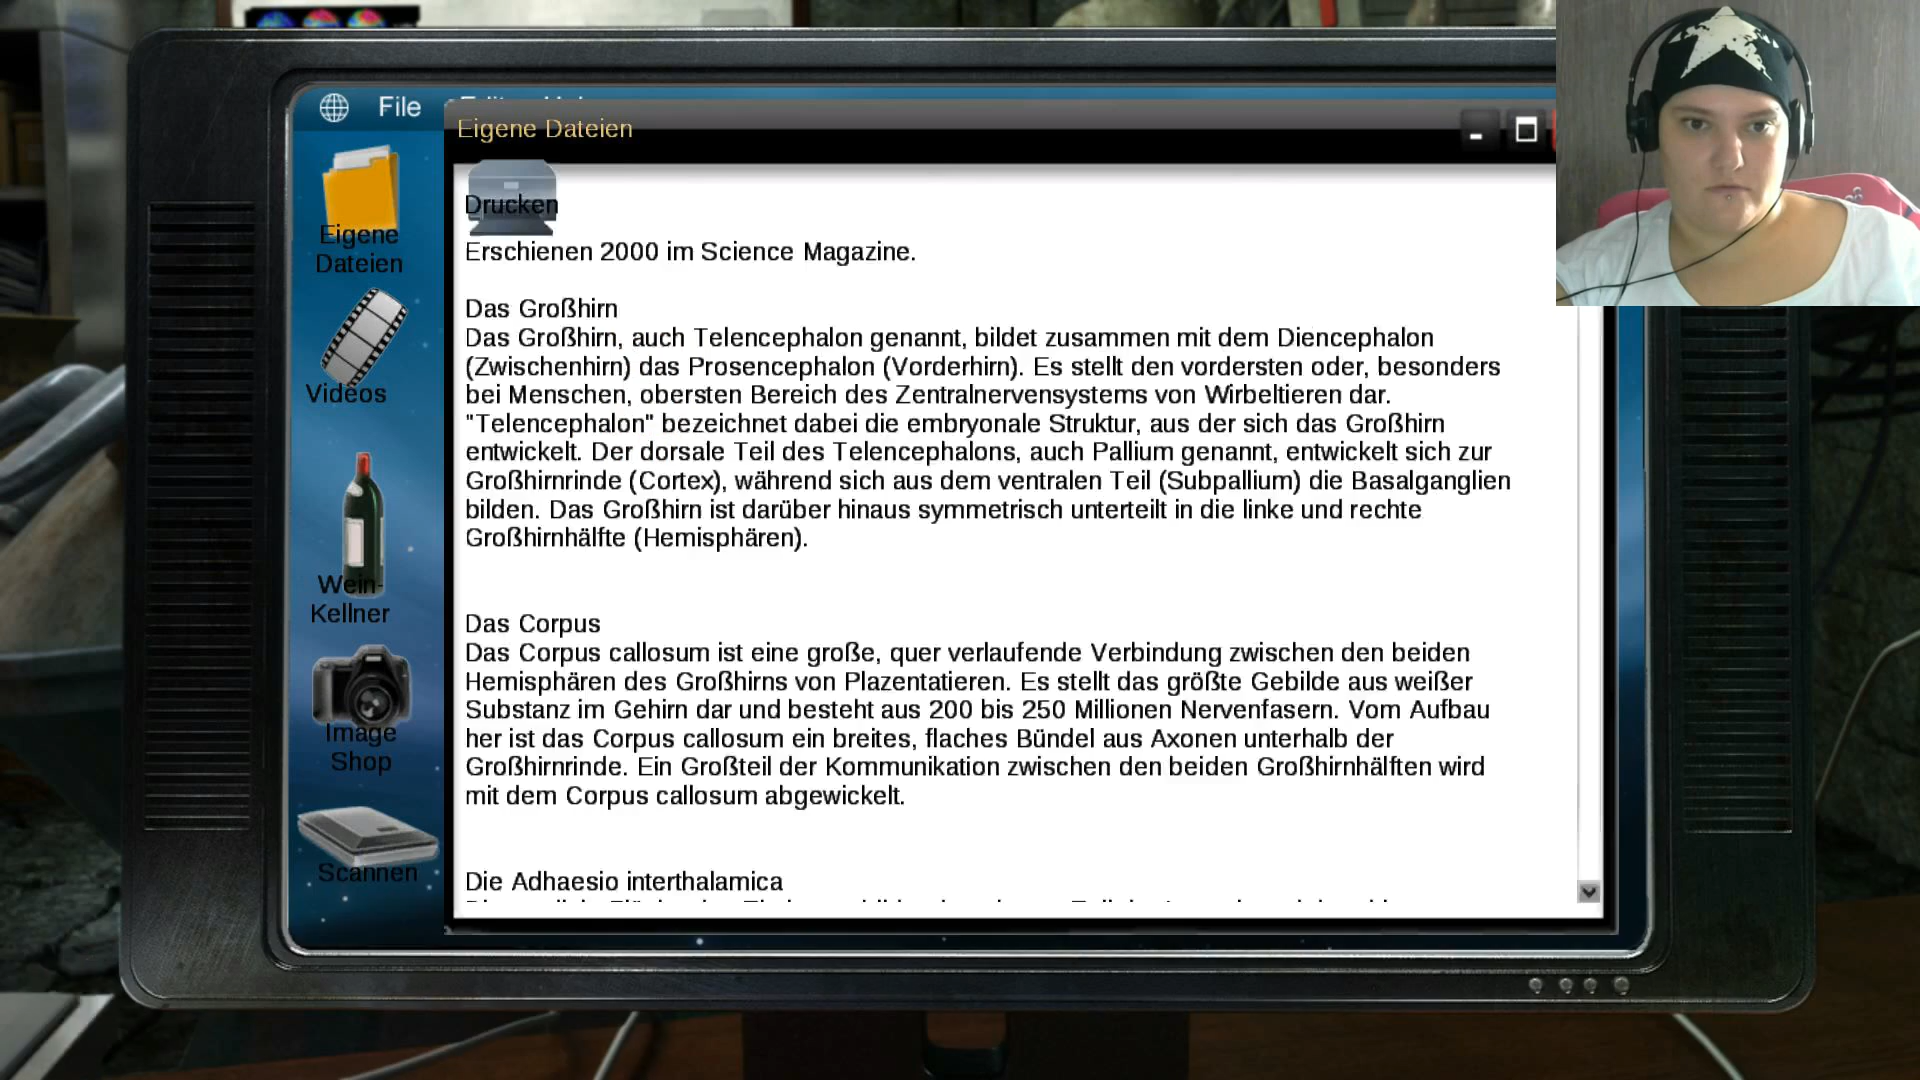 File
Eigene Dateien
Eigene
Dateien
Videos
Wein-
Kellner
Image
Shop
Scannen
Drucken
Erschienen 2000 im Science Magazine.
Das Großhirn
Das Großhirn, auch Telencephalon genannt, bildet zusammen mit dem Diencephalon
(Zwischenhirn) das Prosencephalon (Vorderhirn). Es stellt den vordersten oder, besonders
bei Menschen, obersten Bereich des Zentralnervensystems von Wirbeltieren dar.
"Telencephalon" bezeichnet dabei die embryonale Struktur, aus der sich das Großhirn
entwickelt. Der dorsale Teil des Telencephalons, auch Pallium genannt, entwickelt sich zur
Großhirnrinde (Cortex), während sich aus dem ventralen Teil (Subpallium) die Basalganglien
bilden. Das Großhirn ist darüber hinaus symmetrisch unterteilt in die linke und rechte
Großhirnhälfte (Hemisphären).
Das Corpus
Das Corpus callosum ist eine große, quer verlaufende Verbindung zwischen den beiden
Hemisphären des Großhirns von Plazentatieren. Es stellt das größte Gebilde aus weißer
Substanz im Gehirn dar und besteht aus 200 bis 250 Millionen Nervenfasern. Vom Aufbau
her ist das Corpus callosum ein breites, flaches Bündel aus Axonen unterhalb der
Großhirnrinde. Ein Großteil der Kommunikation zwischen den beiden Großhirnhälften wird
mit dem Corpus callosum abgewickelt.
Die Adhaesio interthalamica